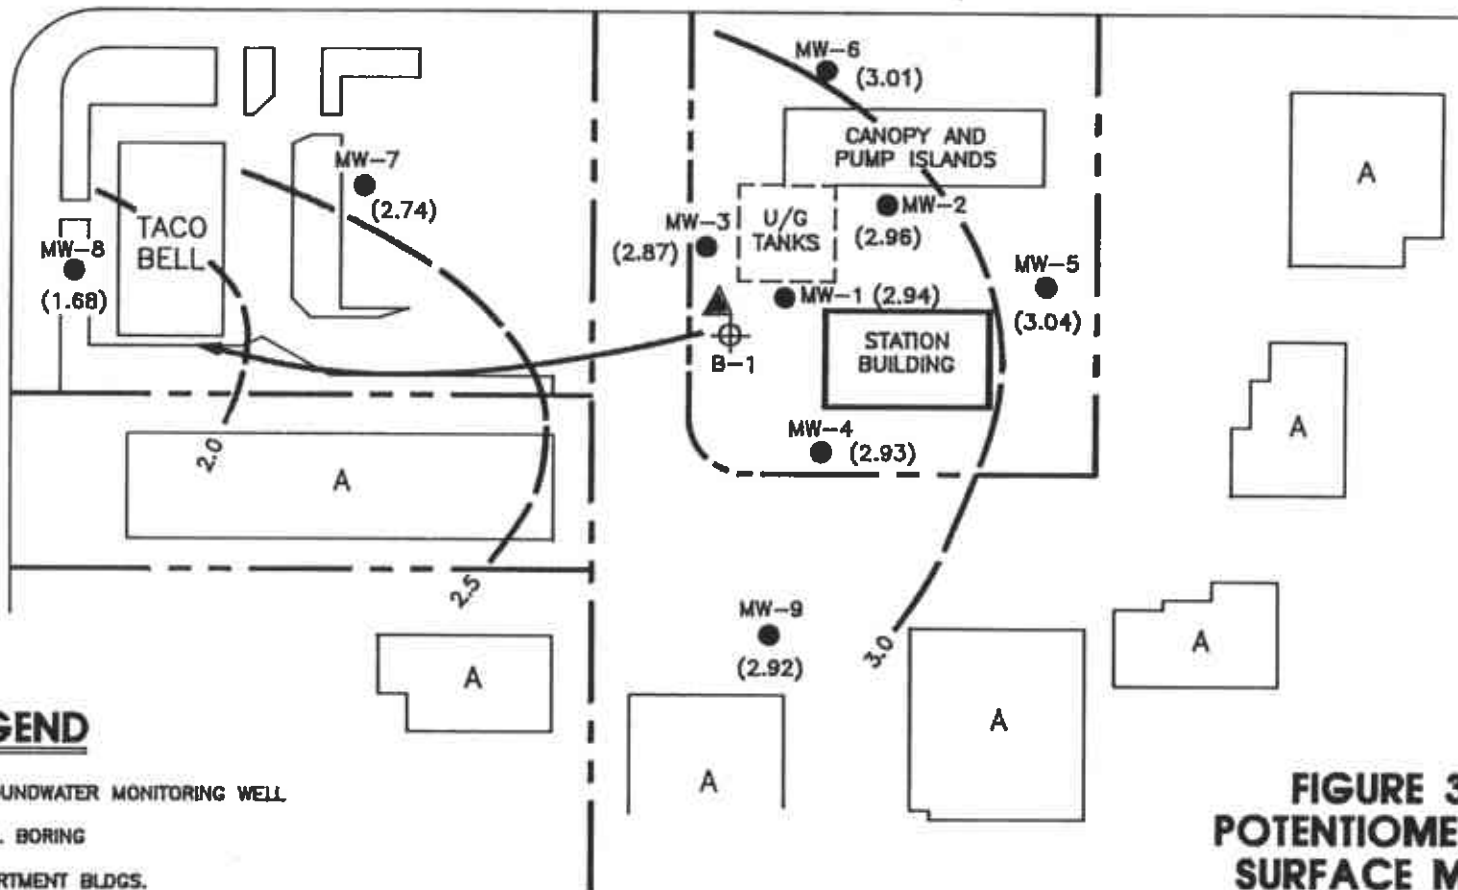 MW-6
(3.01)
CANOPY AND
PUMP ISLANDS
A
MW-7
(2.74)
TACO
BELL
MW-8
(1.68)
MW-3
(2.87)
U/G
TANKS
MW-2
(2.96)
MW-5
(3.04)
MW-1 (2.94)
STATION
BUILDING
B-1
A
MW-4
(2.93)
2.0
A
2.5
MW-9
(2.92)
3.0
A
A
A
A
GEND
UNDWATER MONITORING WELL
. BORING
RTMENT BLDGS.
FIGURE 3
POTENTIOME
SURFACE M